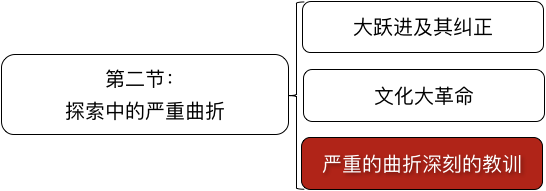 第二节：
探索中的严重曲折
大跃进及其纠正
文化大革命
严重的曲折深刻的教训